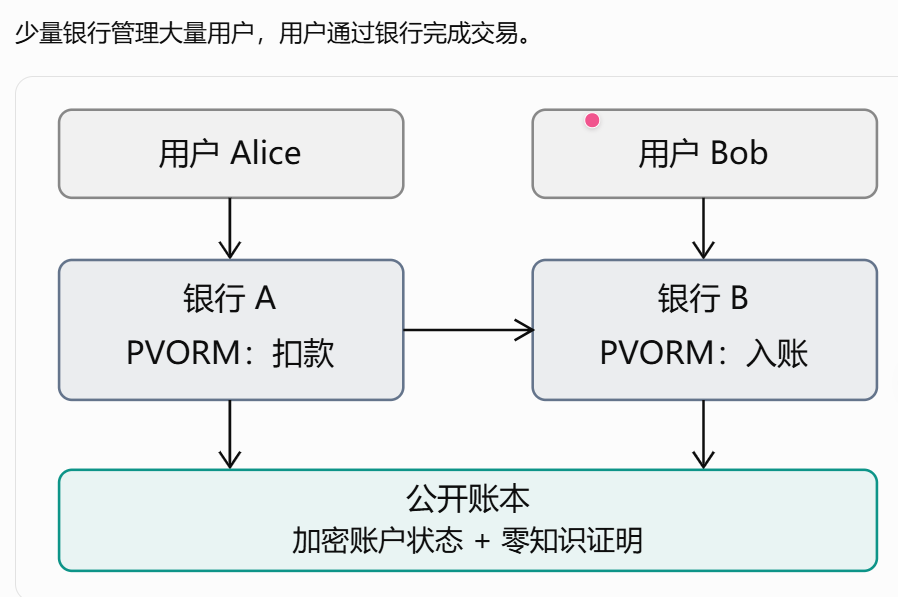 少量银行管理大量用户，用户通过银行完成交易。
用户 Alice
用户 Bob
银行 A
PVORM：扣款
银行 B
PVORM：入账
公开账本
加密账户状态 + 零知识证明